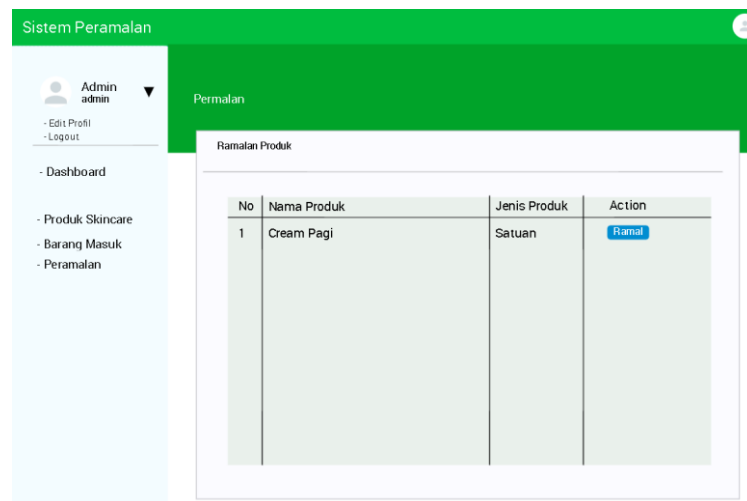 Sistem Peramalan
Admin
admin
- Edit Profil
- Logout
- Dashboard
- Produk Skincare
- Barang Masuk
- Peramalan
Permalan
Ramalan Produk
No Nama Produk Jenis Produk Action
1 Cream Pagi Satuan Ramal